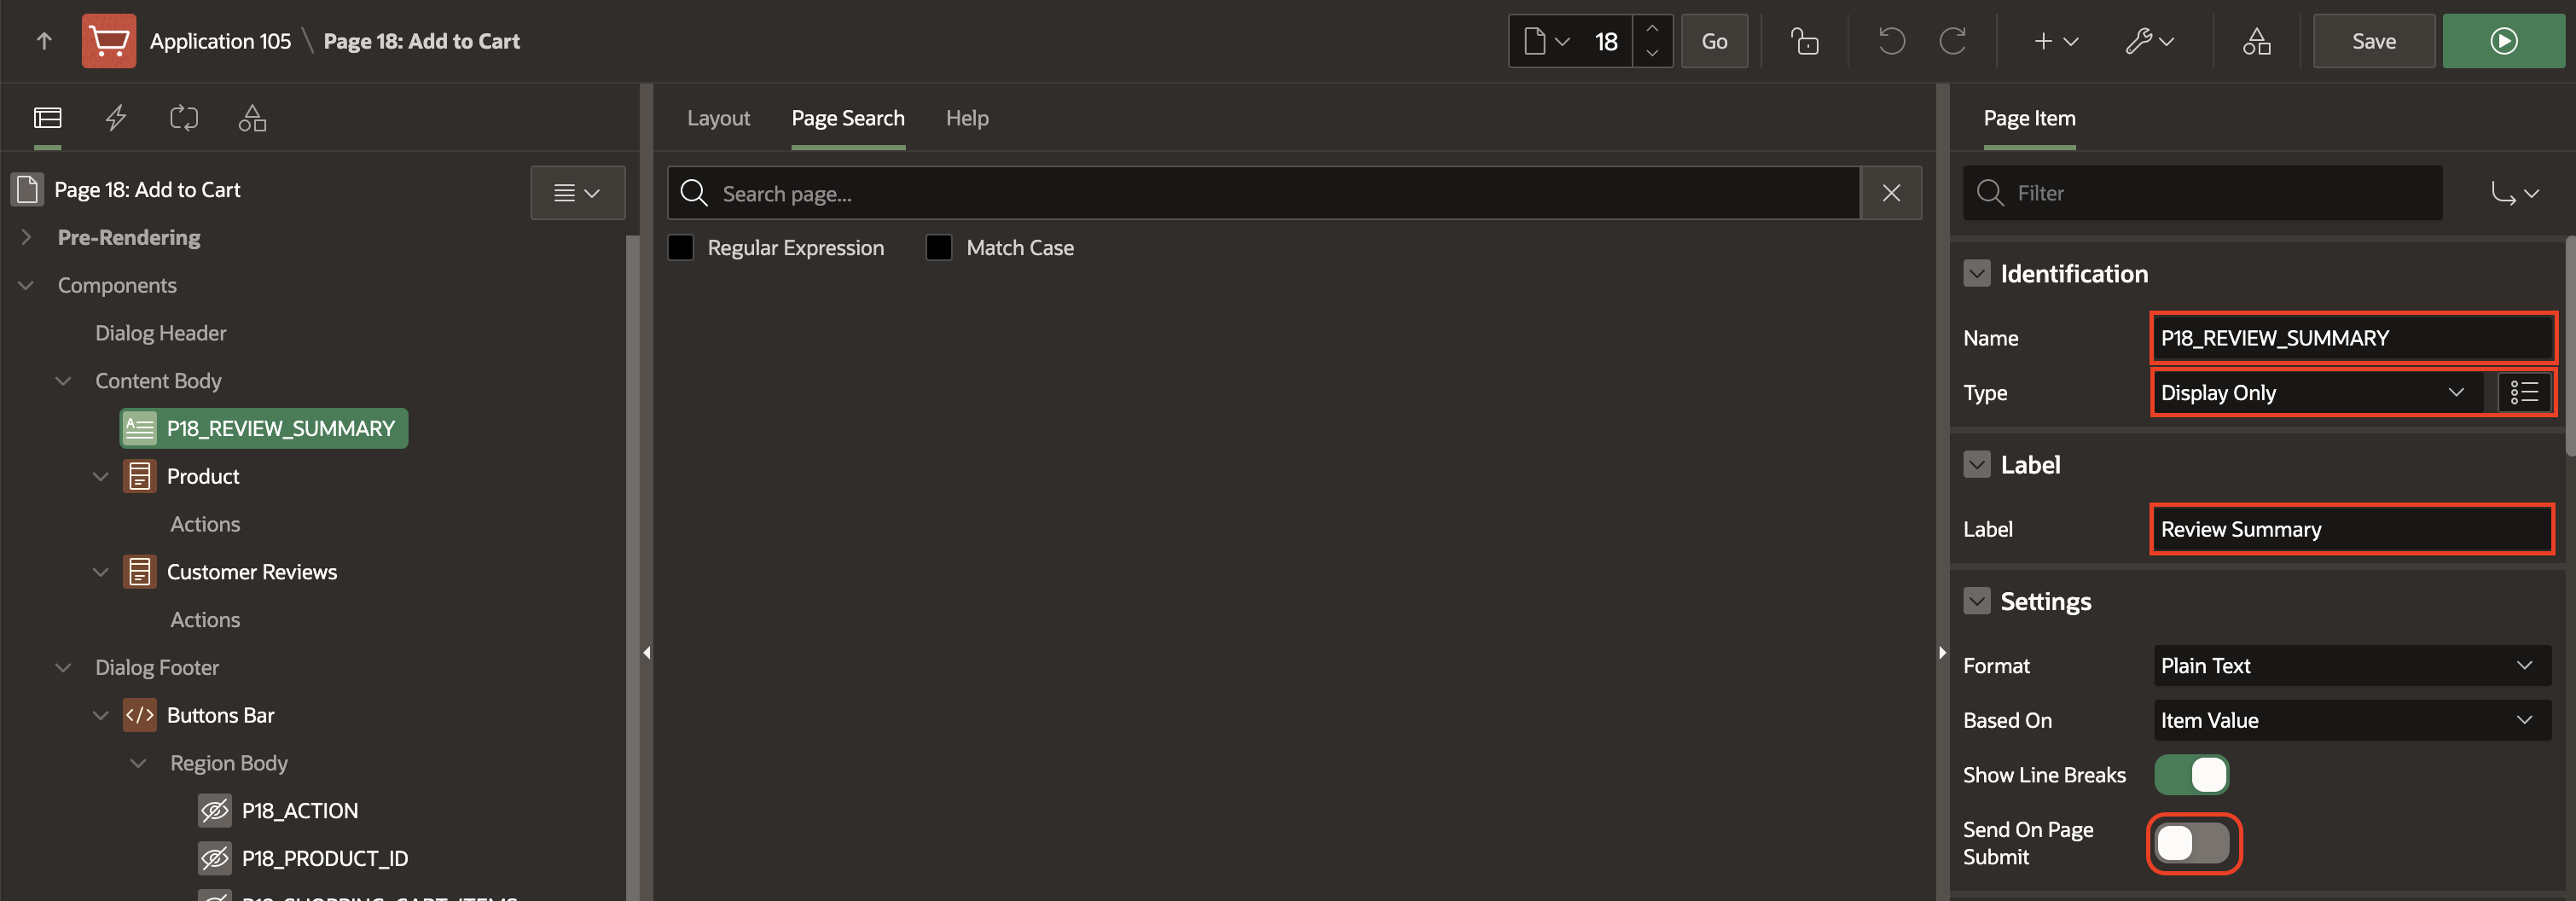 Application 105 \ Page 18: Add to Cart
18
Go
Save
Page 18: Add to Cart
Pre-Rendering
Components
Dialog Header
Content Body
P18_REVIEW_SUMMARY
Product
Actions
Customer Reviews
Actions
Dialog Footer
Buttons Bar
Region Body
P18_ACTION
P18_PRODUCT_ID
P18_SHOPPING_CART_ITEMS
Layout
Page Search
Help
Search page...
Regular Expression
Match Case
Page Item
Filter
Identification
Name
P18_REVIEW_SUMMARY
Type
Display Only
Label
Label
Review Summary
Settings
Format
Plain Text
Based On
Item Value
Show Line Breaks
Send On Page
Submit